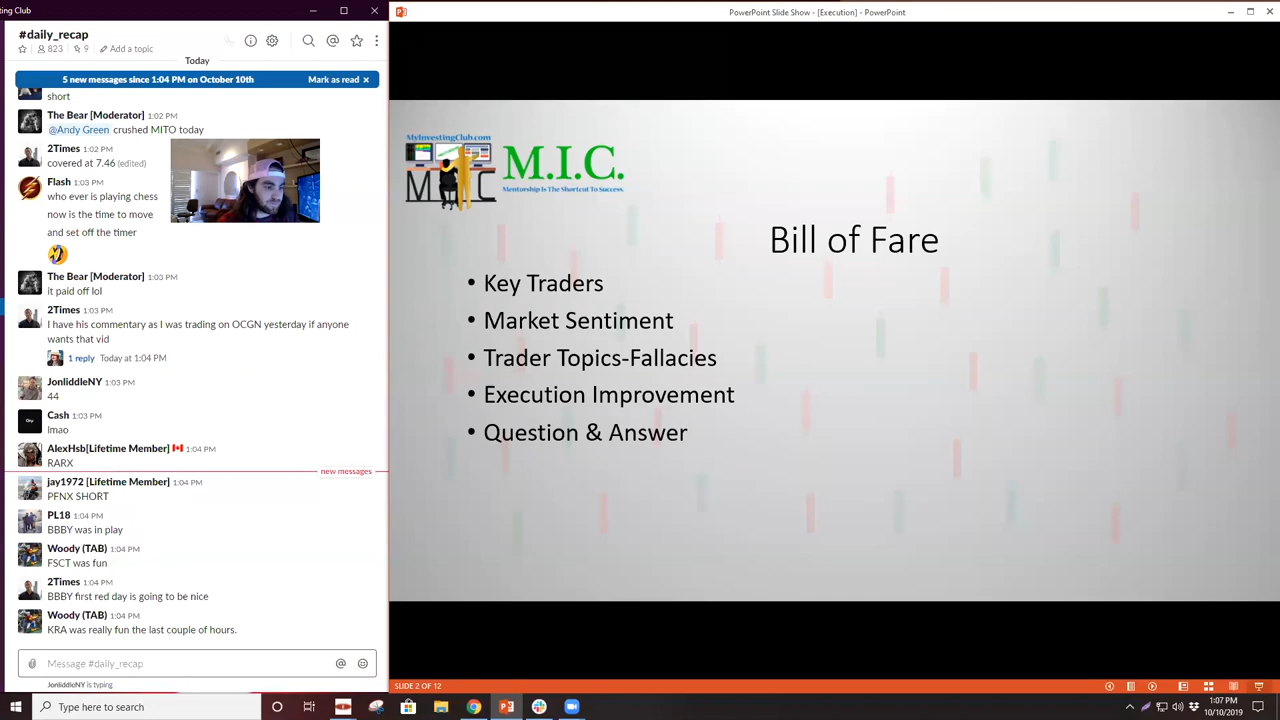 ting Club
#daily_recap
823 9 Add a topic
Today
5 new messages since 1:04 PM on October 10th Mark as read ×
short
The Bear [Moderator] 1:02 PM
@Andy Green crushed MITO today
2Times 1:02 PM
covered at 7.46 (edited)
Flash 1:03 PM
who ever is playing chess
now is the time to move
and set off the timer
The Bear [Moderator] 1:03 PM
it paid off lol
2Times 1:03 PM
I have his commentary as I was trading on OCGN yesterday if anyone
wants that vid
1 reply Today at 1:04 PM
JonliddleNY 1:03 PM
44
Cash 1:03 PM
lmao
AlexHsb[Lifetime Member] 1:04 PM
RARX
new messages
jay1972 [Lifetime Member] 1:04 PM
PFNX SHORT
PL18 1:04 PM
BBBY was in play
Woody (TAB) 1:04 PM
FSCT was fun
2Times 1:04 PM
BBBY first red day is going to be nice
Woody (TAB) 1:04 PM
KRA was really fun the last couple of hours.
Message #daily_recap
JonliddleNY is typing
PowerPoint Slide Show - [Execution] - PowerPoint
MyInvestingClub.com
MIC
M.I.C.
Mentorship Is The Shortcut To Success.
Bill of Fare
• Key Traders
• Market Sentiment
• Trader Topics-Fallacies
• Execution Improvement
• Question & Answer
SLIDE 2 OF 12
Type here to search
1:07 PM
10/10/2019